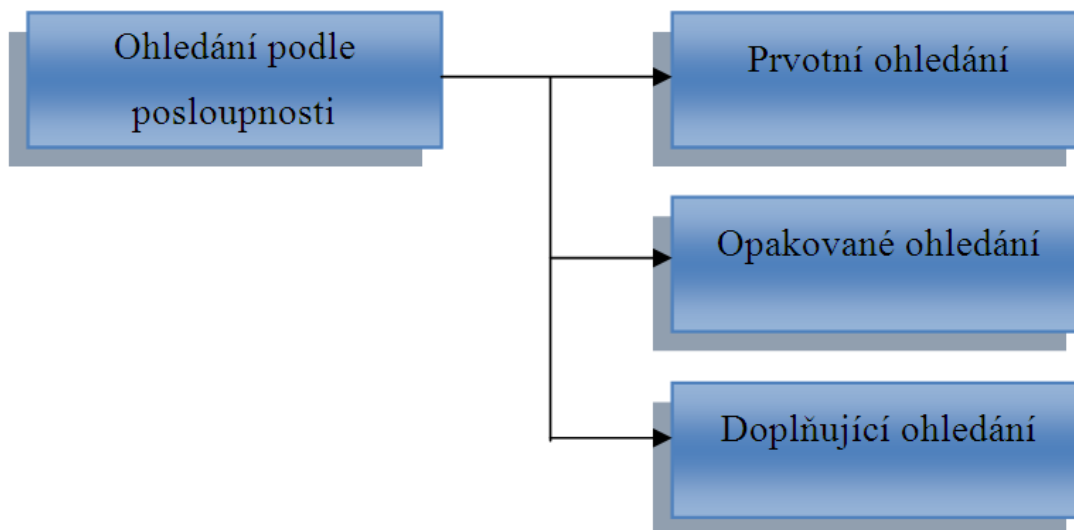 Ohledání podle
posloupnosti
Prvotní ohledání
Opakované ohledání
Doplňující ohledání